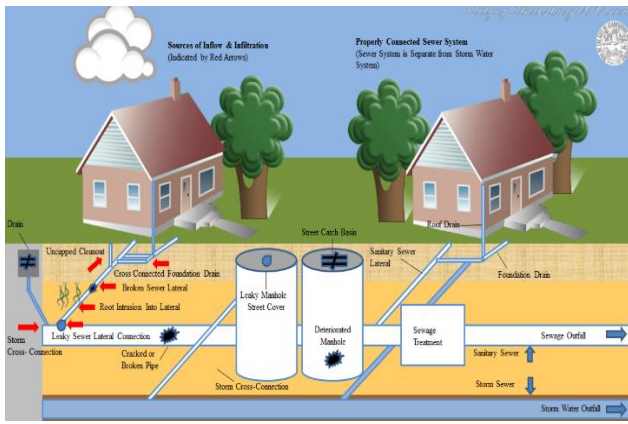 Sources of Inflow & Infiltration
(Indicated by Red Arrows)
Properly Connected Sewer System
(Sewer System is Separate from Storm Water
System)
Drain
Uncapped Cleanout
Cross Connected Foundation Drain
Broken Sewer Lateral
Root Intrusion Into Lateral
Leaky Sewer Lateral Connection
Storm
Cross- Connection
Cracked or
Broken Pipe
Storm Cross-Connection
Leaky Manhole
Street Cover
Street Catch
Basin
Deteriorated
Manhole
Sanitary Sewer
Lateral
Roof Drain
Foundation Drain
Sewage
Treatment
Sewage Outfall
Sanitary Sewer
Storm Sewer
Storm Water Outfall